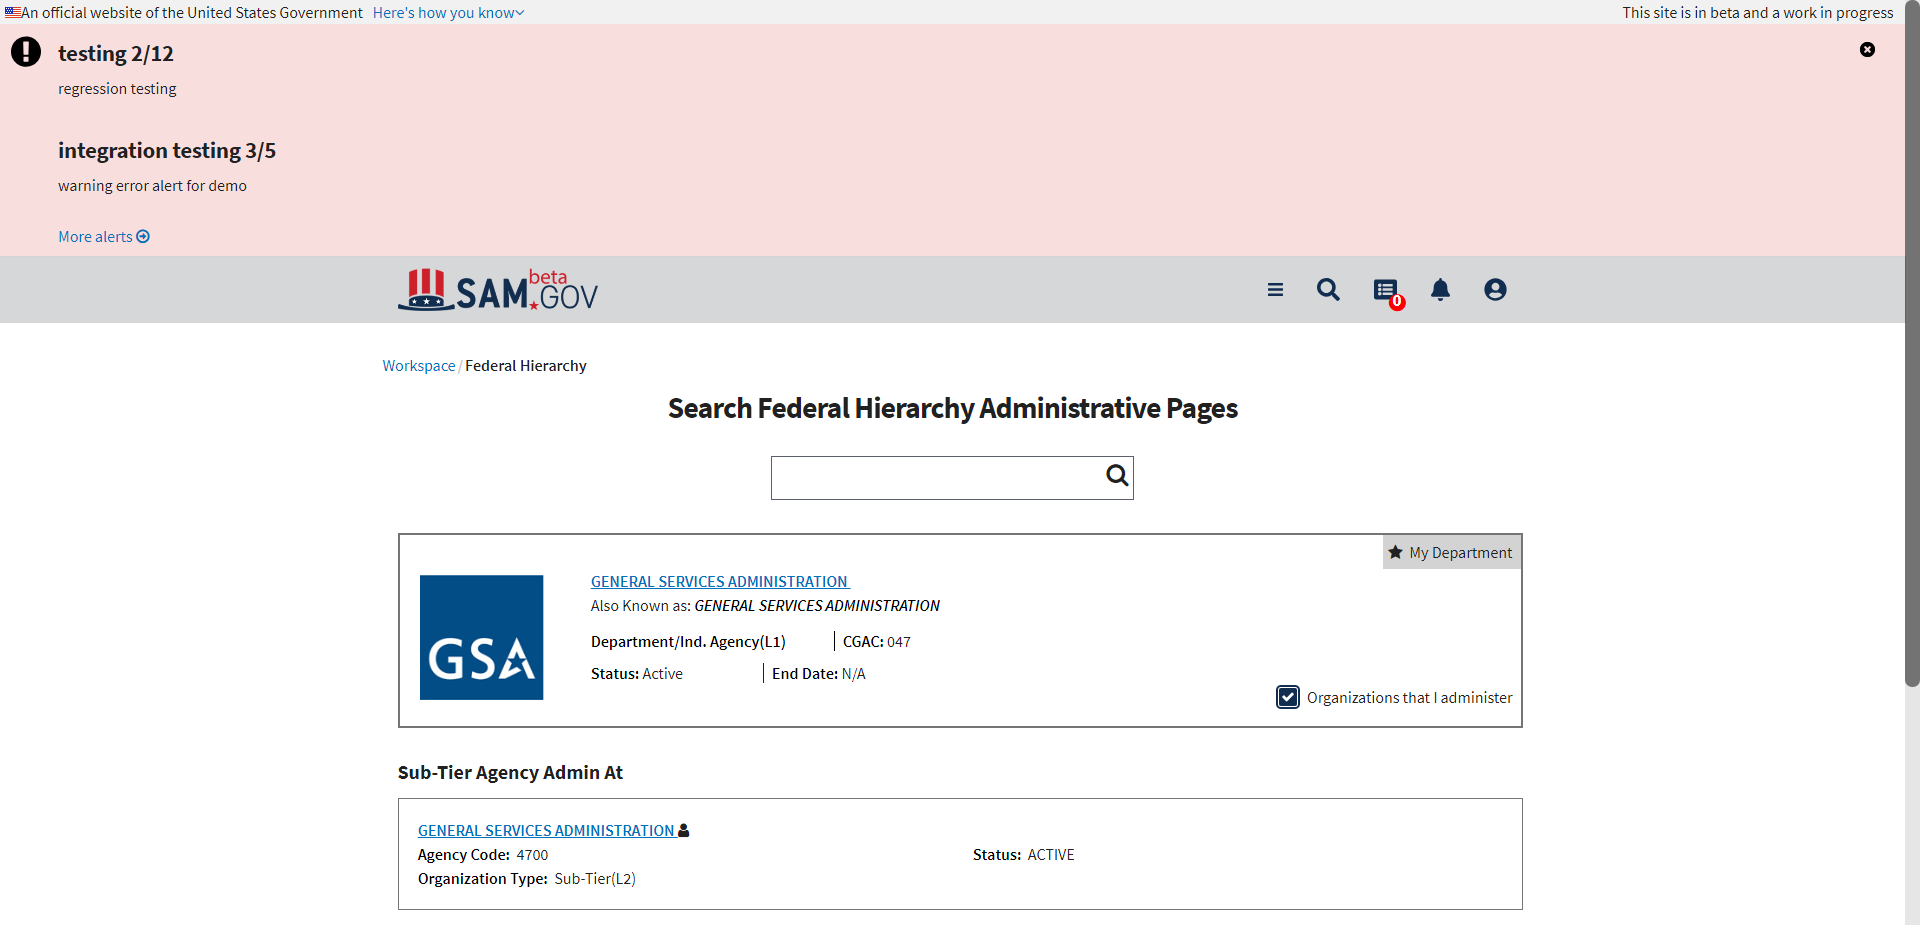 An official website of the United States Government Here's how you know
This site is in beta and a work in progress
testing 2/12
regression testing
integration testing 3/5
warning error alert for demo
More alerts
SAM.GOV beta
0
Workspace / Federal Hierarchy
Search Federal Hierarchy Administrative Pages
My Department
GSA
GENERAL SERVICES ADMINISTRATION
Also Known as: GENERAL SERVICES ADMINISTRATION
Department/Ind. Agency(L1) CGAC: 047
Status: Active End Date: N/A
Organizations that I administer
Sub-Tier Agency Admin At
GENERAL SERVICES ADMINISTRATION
Agency Code: 4700 Status: ACTIVE
Organization Type: Sub-Tier(L2)